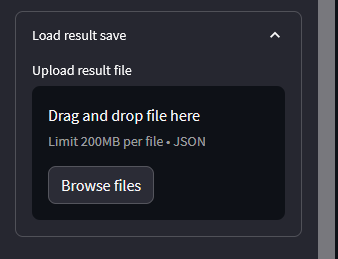 Load result save
Upload result file
Drag and drop file here
Limit 200MB per file • JSON
Browse files